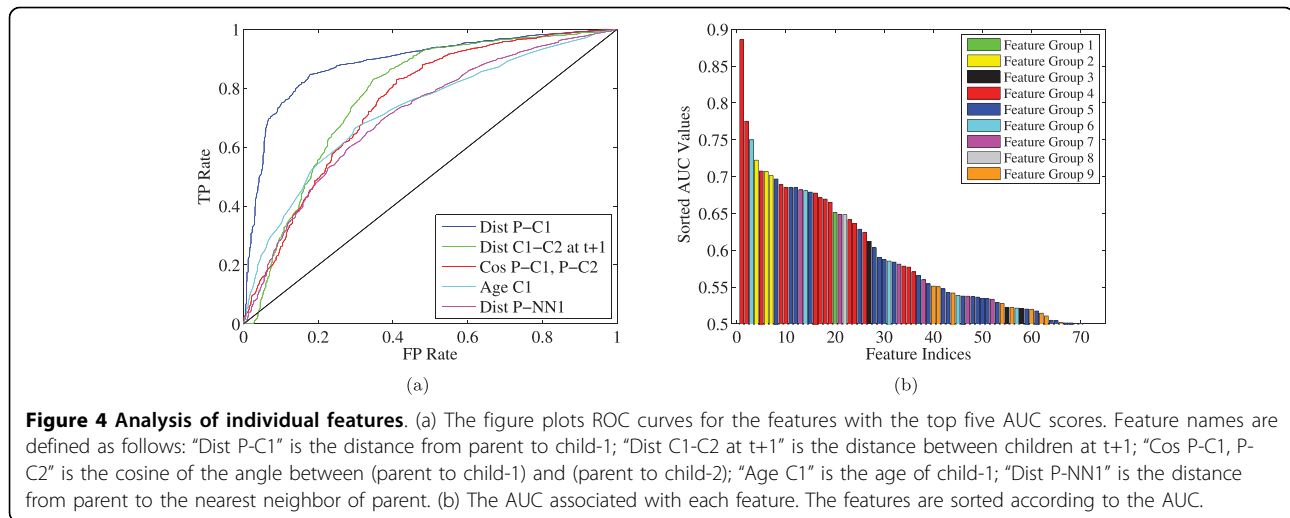 1
0.8
0.6
0.4
0.2
0
0
0.2
0.4
0.6
0.8
1
TP Rate
FP Rate
Dist P−C1
Dist C1−C2 at t+1
Cos P−C1, P−C2
Age C1
Dist P−NN1
(a)
0.9
0.85
0.8
0.75
0.7
0.65
0.6
0.55
0.5
0
10
20
30
40
50
60
70
Sorted AUC Values
Feature Indices
Feature Group 1
Feature Group 2
Feature Group 3
Feature Group 4
Feature Group 5
Feature Group 6
Feature Group 7
Feature Group 8
Feature Group 9
(b)
Figure 4 Analysis of individual features. (a) The figure plots ROC curves for the features with the top five AUC scores. Feature names are
defined as follows: “Dist P-C1” is the distance from parent to child-1; “Dist C1-C2 at t+1” is the distance between children at t+1; “Cos P-C1, P-
C2” is the cosine of the angle between (parent to child-1) and (parent to child-2); “Age C1” is the age of child-1; “Dist P-NN1” is the distance
from parent to the nearest neighbor of parent. (b) The AUC associated with each feature. The features are sorted according to the AUC.